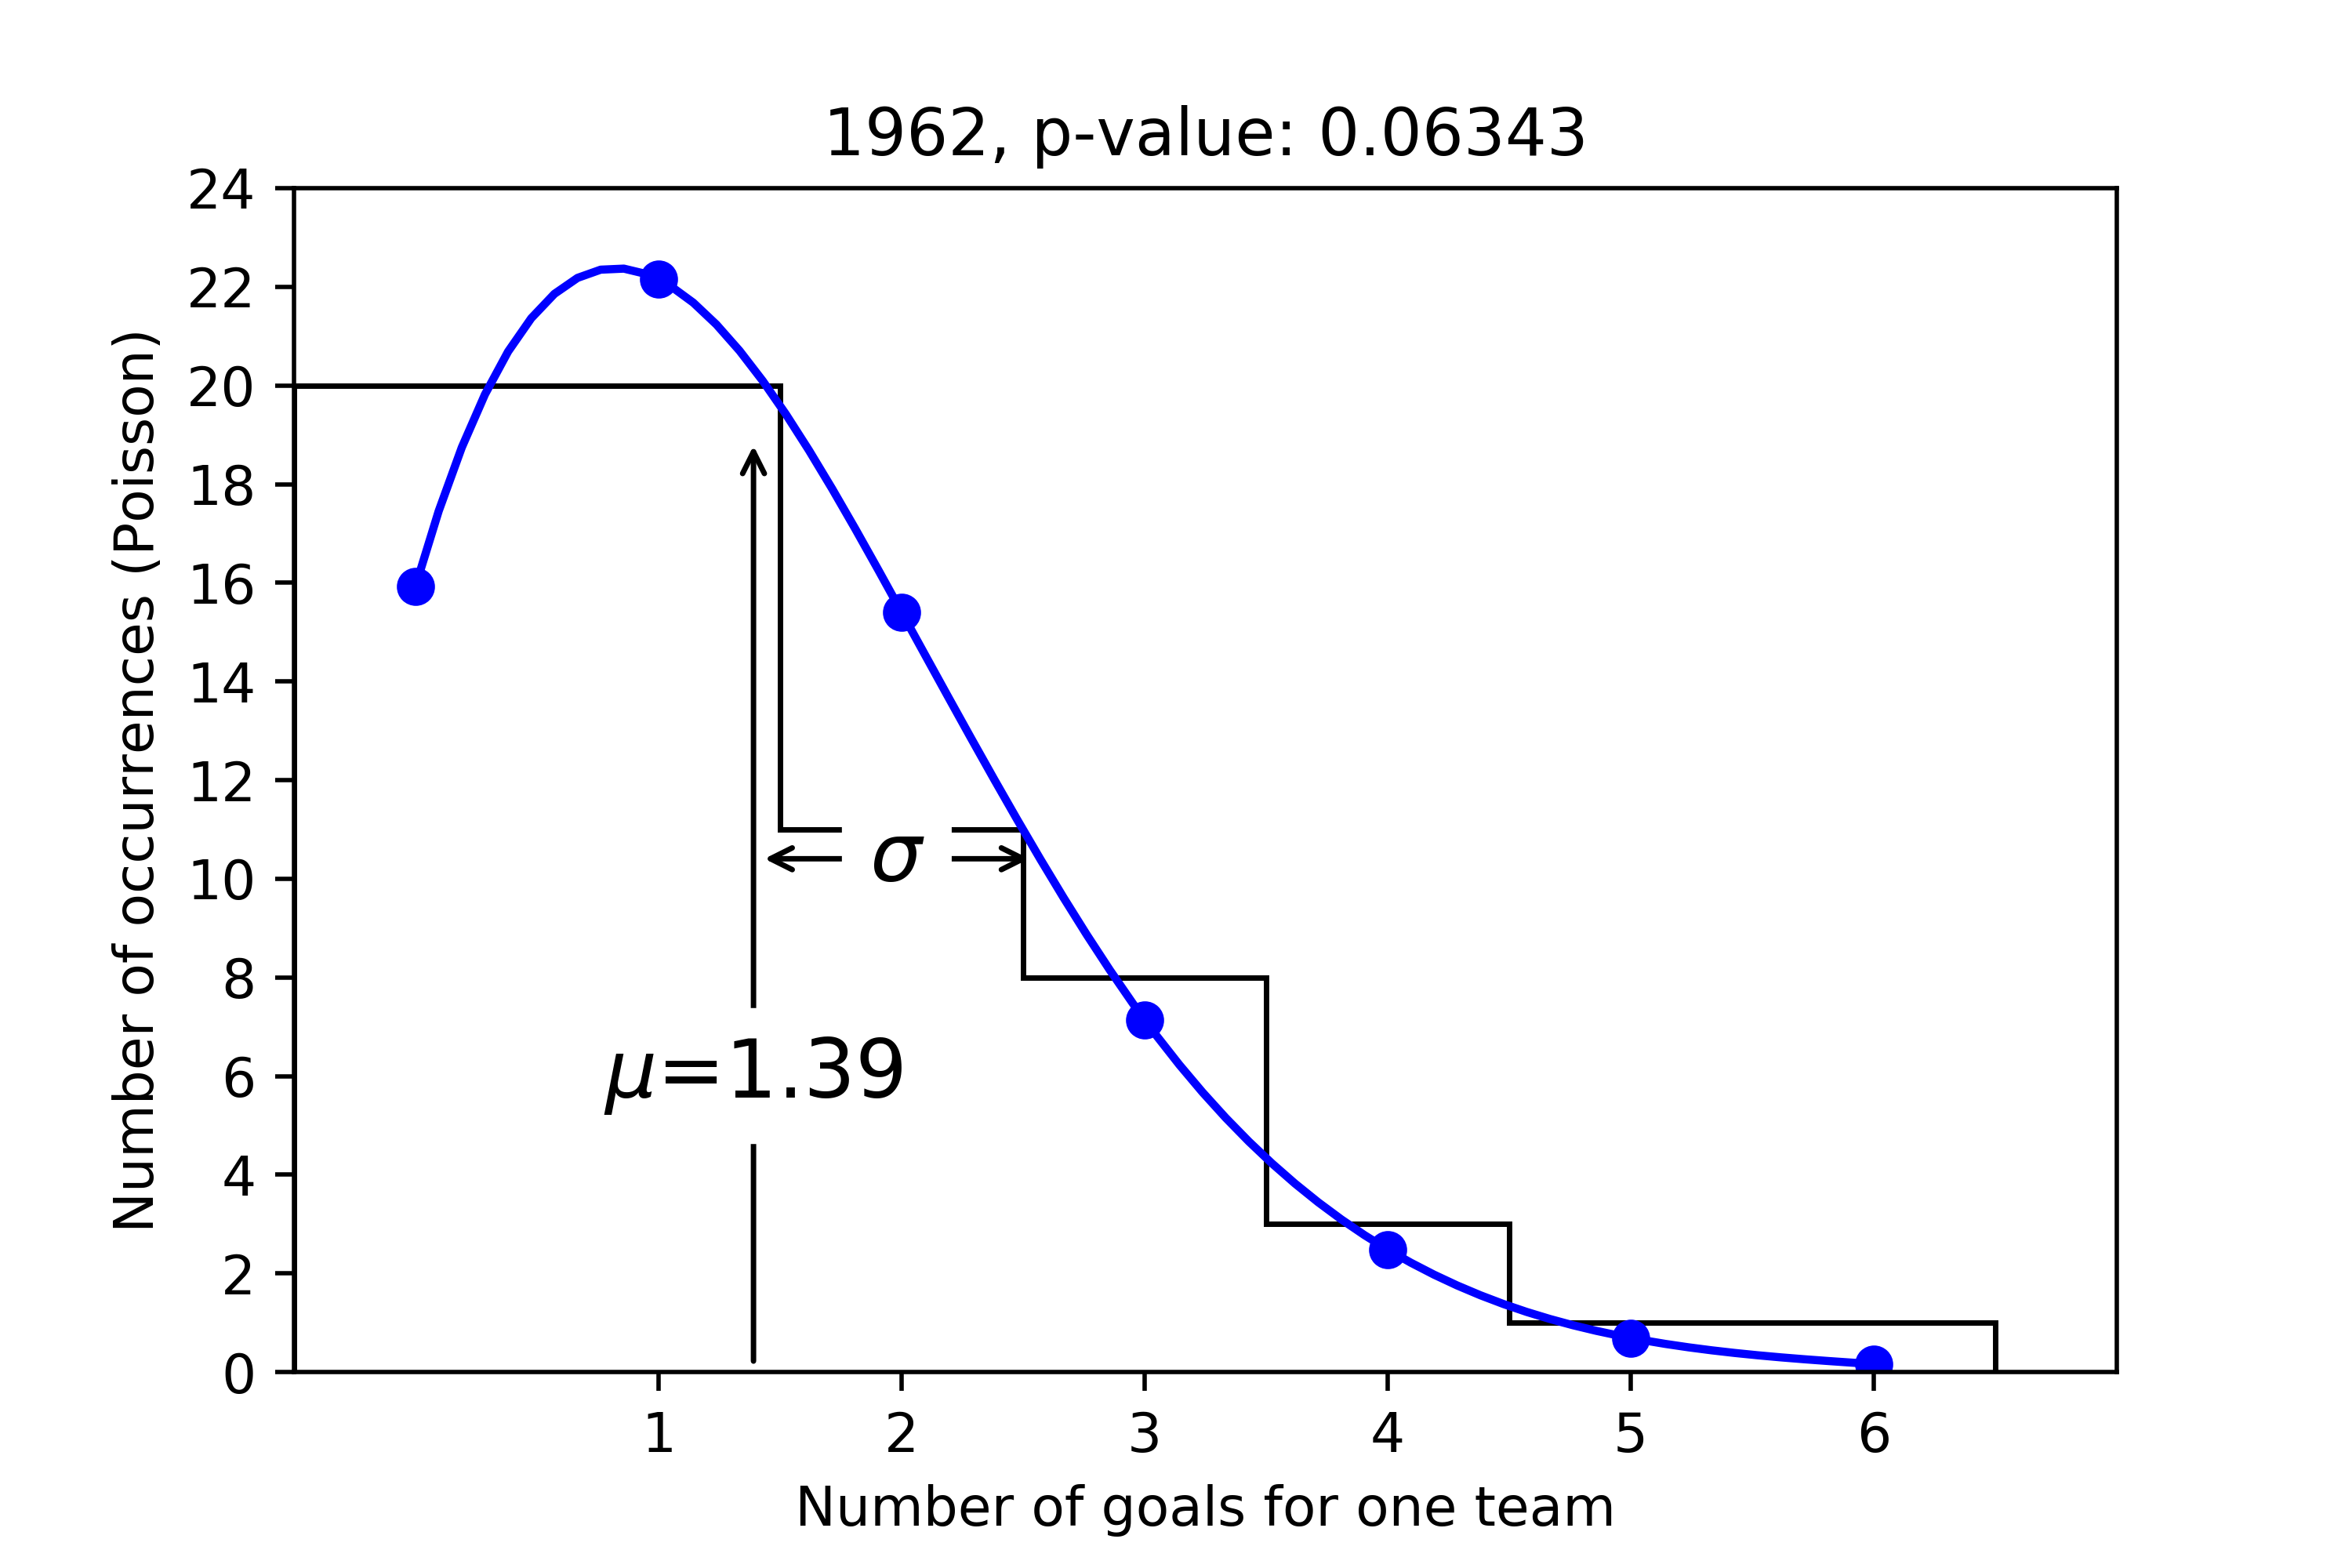 1962, p-value: 0.06343
Number of occurrences (Poisson)
24
22
20
18
16
14
12
10
8
6
4
2
0
σ
μ=1.39
1 2 3 4 5 6
Number of goals for one team